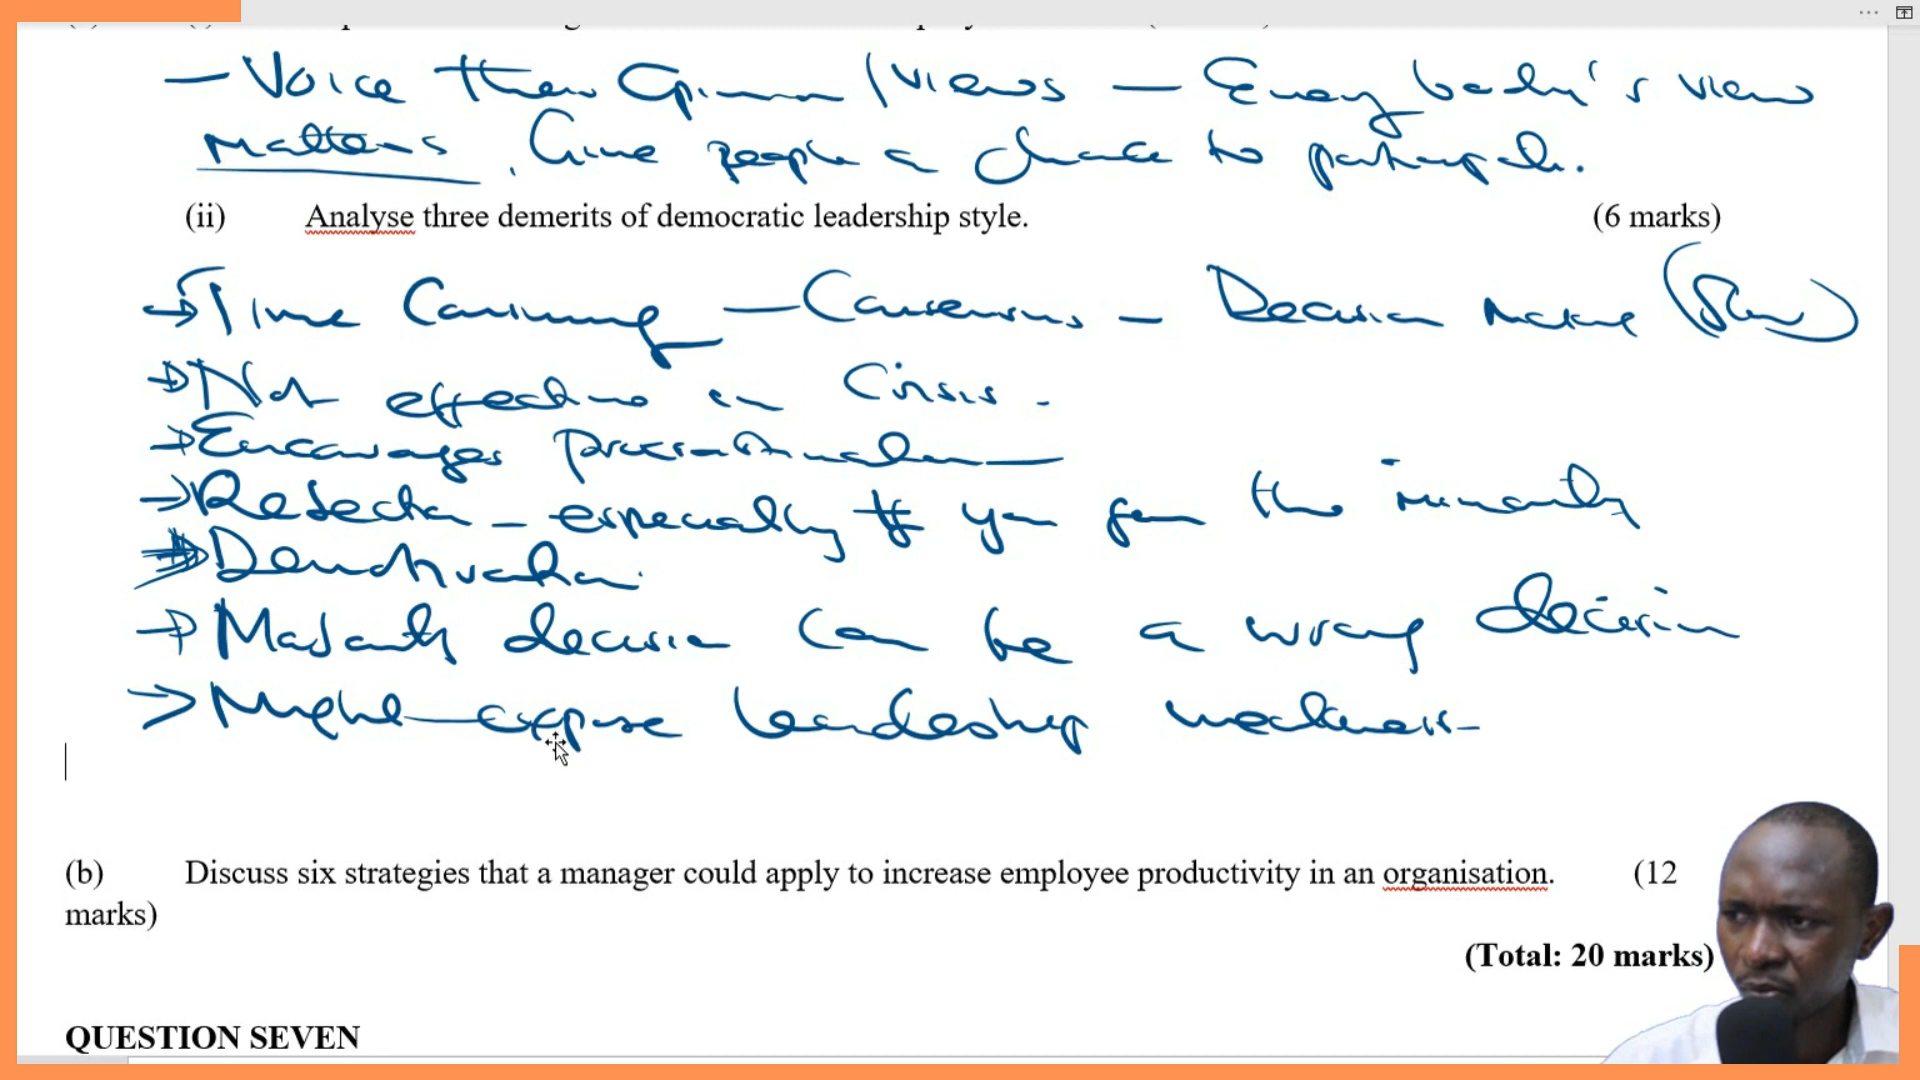 – Voice their Opinion / views – Every body's view
matters. Give people a chance to participate.
(ii) Analyse three demerits of democratic leadership style. (6 marks)
→ Time Consuming – Consensus – Decision Making (Slow)
→ Not effective in Crisis.
→ Encourages procrastination
→ Rejection – especially if you form the minority
→ Demotivation
→ Majority decision can be a wrong decision
→ Might expose leadership weakness
(b) Discuss six strategies that a manager could apply to increase employee productivity in an organisation. (12
marks)
(Total: 20 marks)
QUESTION SEVEN